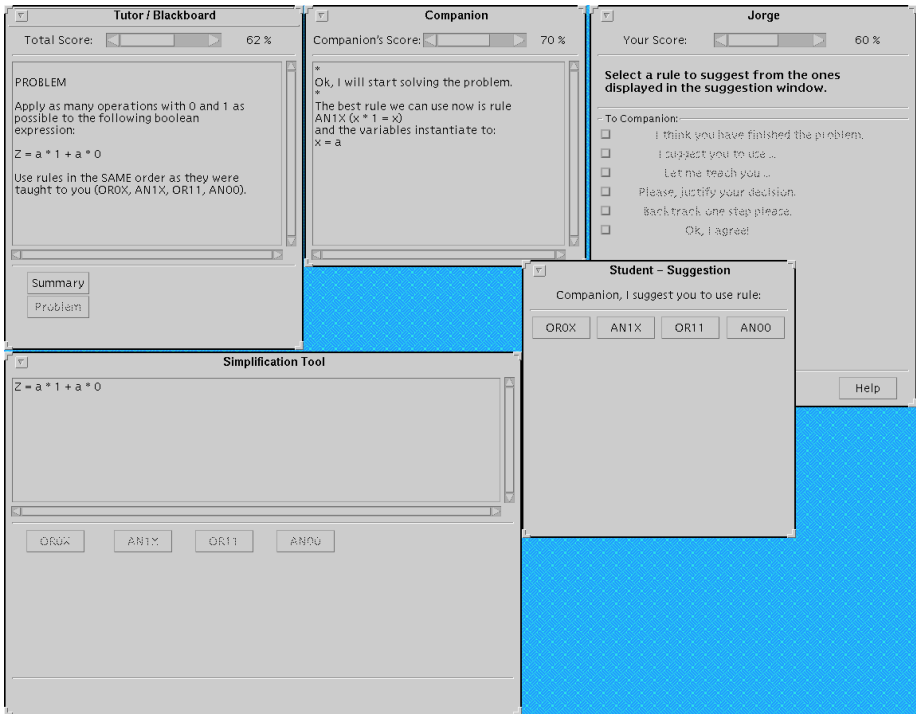 Tutor / Blackboard
Total Score: 62 %
PROBLEM
Apply as many operations with 0 and 1 as
possible to the following boolean
expression:
Z = a * 1 + a * 0
Use rules in the SAME order as they were
taught to you (OR0X, AN1X, OR11, AN00).
Summary
Problem
Companion
Companion's Score: 70 %
*
Ok, I will start solving the problem.
*
The best rule we can use now is rule
AN1X (x * 1 = x)
and the variables instantiate to:
x = a
Jorge
Your Score: 60 %
Select a rule to suggest from the ones
displayed in the suggestion window.
To Companion:
I think you have finished the problem.
I suggest you to use ...
Let me teach you ...
Please, justify your decision.
Backtrack one step please.
Ok, I agree!
Help
Student – Suggestion
Companion, I suggest you to use rule:
OR0X AN1X OR11 AN00
Simplification Tool
Z = a * 1 + a * 0
OR0X AN1X OR11 AN00